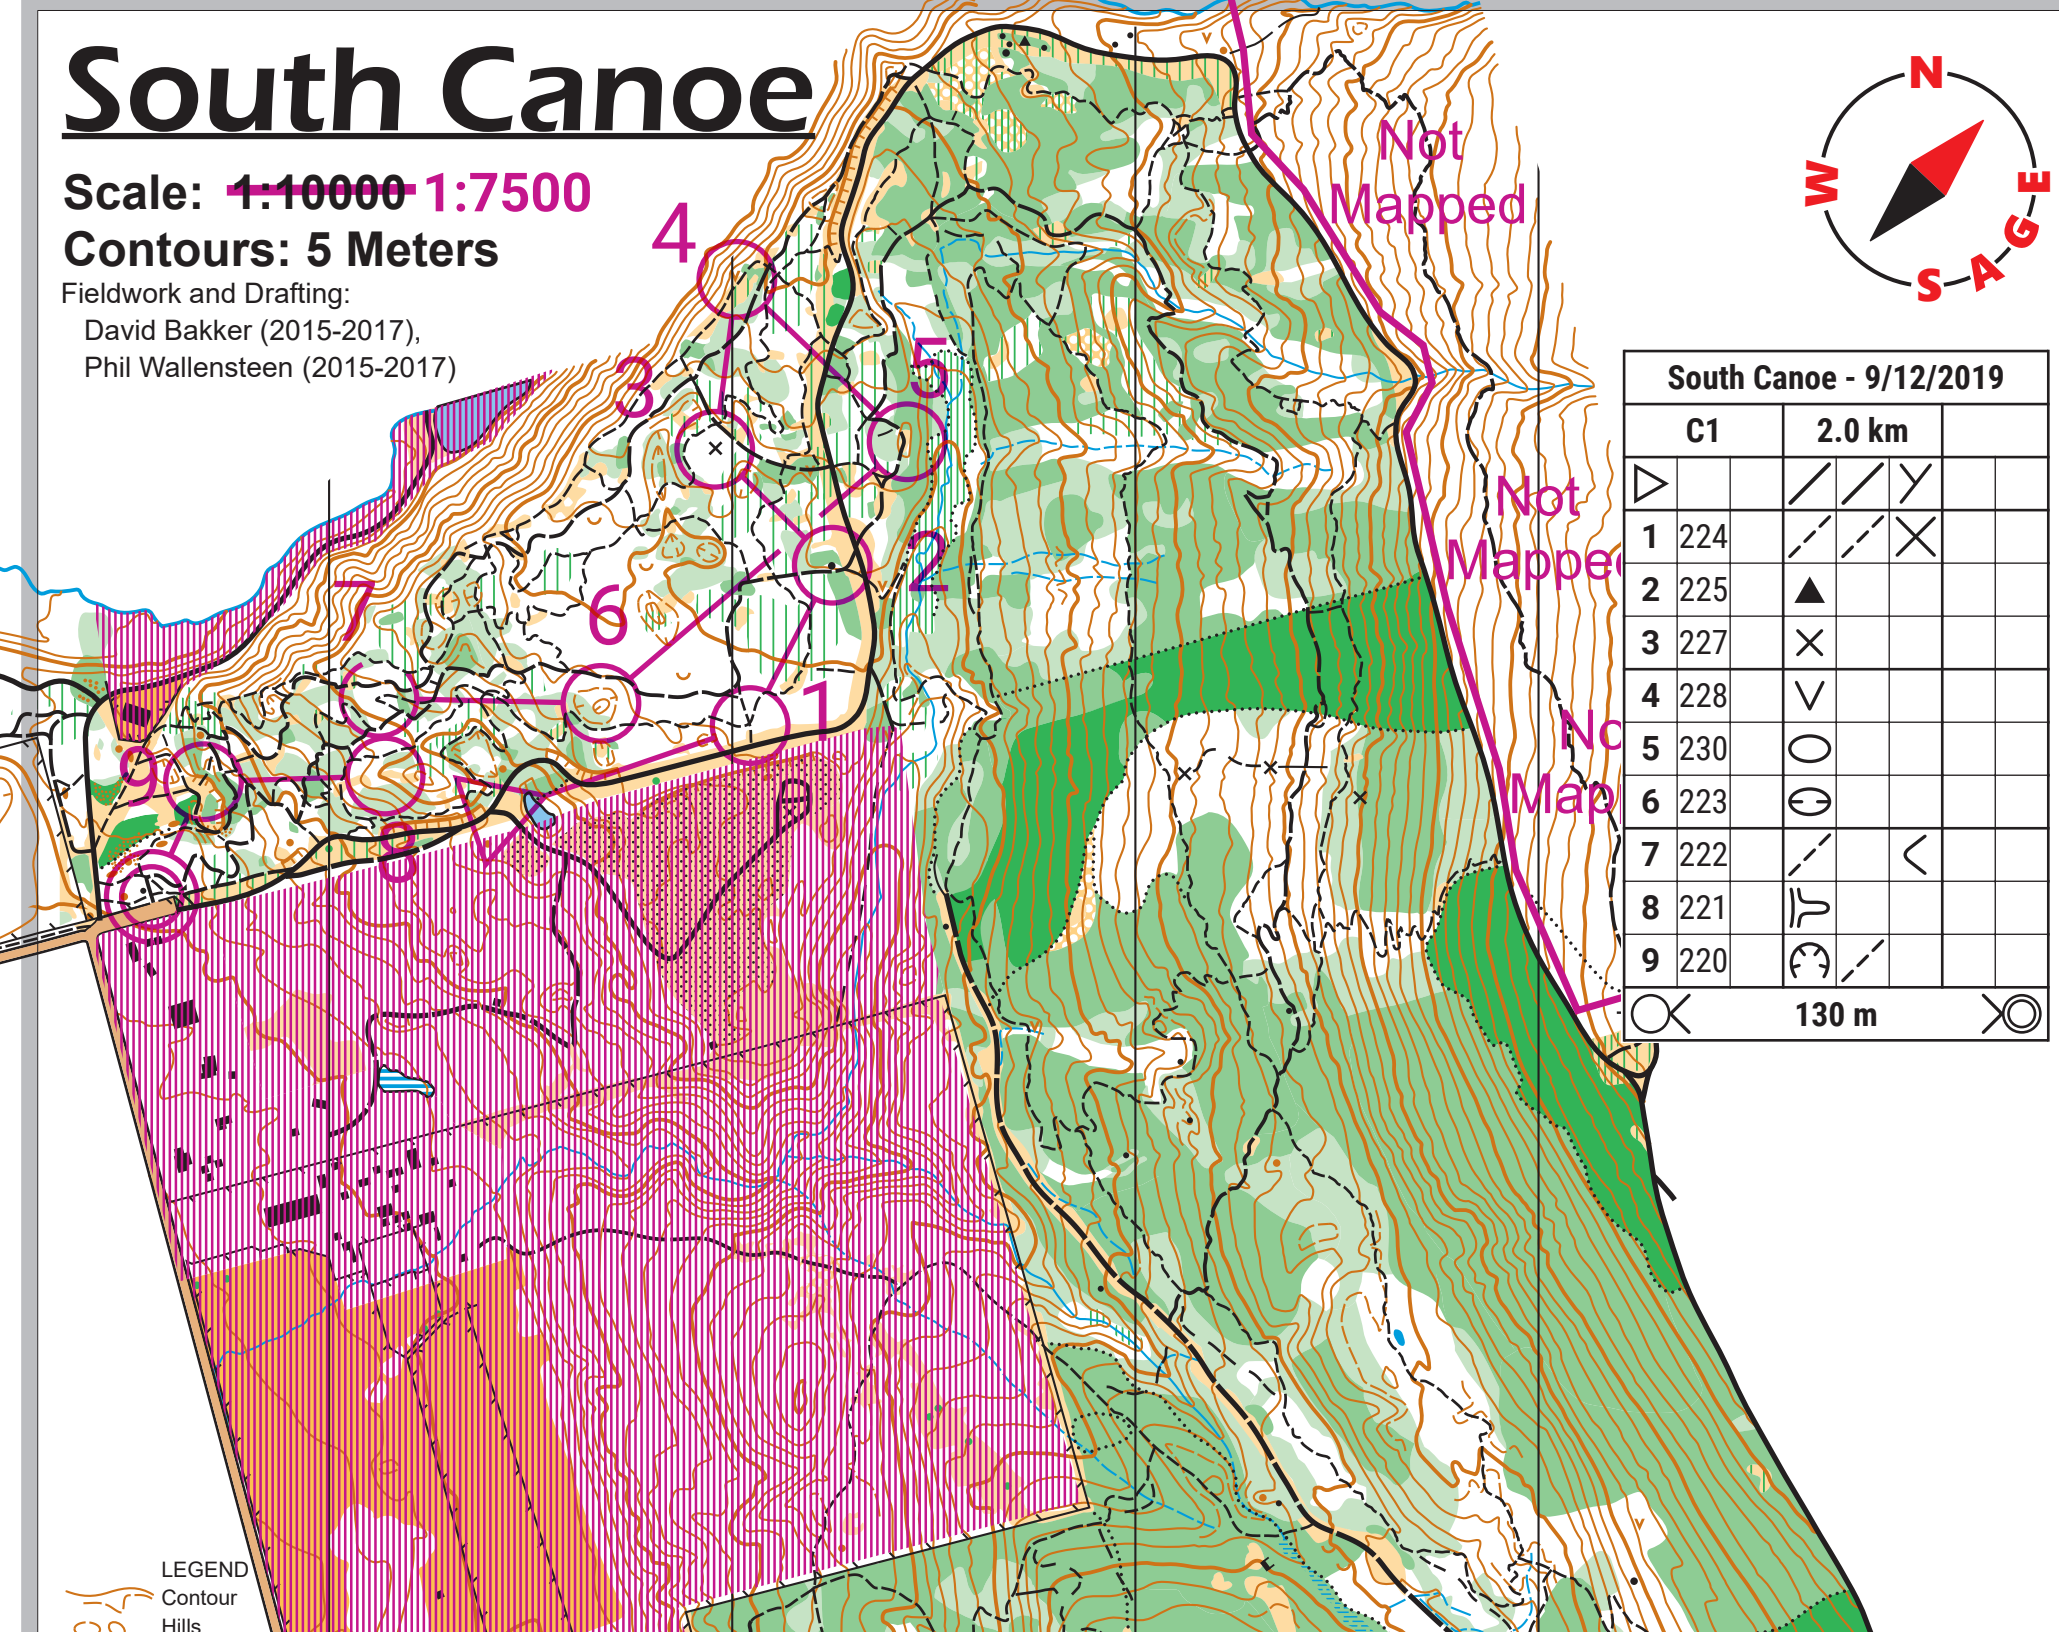 South Canoe
Scale: 1:10000 1:7500
Contours: 5 Meters
Fieldwork and Drafting:
David Bakker (2015-2017),
Phil Wallensteen (2015-2017)
N
W
E
S
SAGE
Not
Mapped
Not
Mapped
No
Map
4
3
5
2
7
6
1
9
8
South Canoe - 9/12/2019
C1 2.0 km
1 224
2 225
3 227
4 228
5 230
6 223
7 222
8 221
9 220
130 m
LEGEND
Contour
Hills